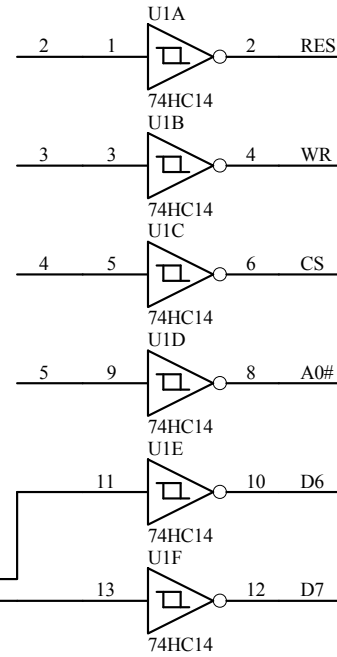 U1A
2 1 2 RES
74HC14
U1B
3 3 4 WR
74HC14
U1C
4 5 6 CS
74HC14
U1D
5 9 8 A0#
74HC14
U1E
11 10 D6
74HC14
U1F
13 12 D7
74HC14